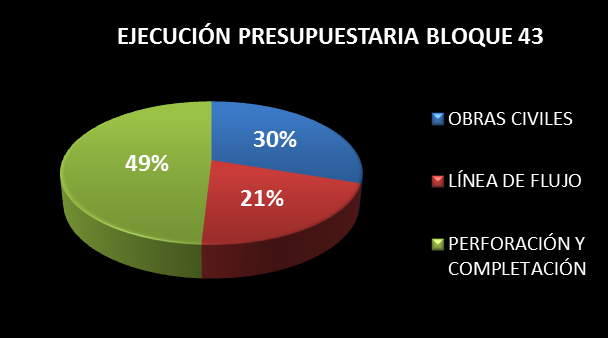 EJECUCIÓN PRESUPUESTARIA BLOQUE 43
30%
49%
21%
OBRAS CIVILES
LÍNEA DE FLUJO
PERFORACIÓN Y
COMPLETACIÓN